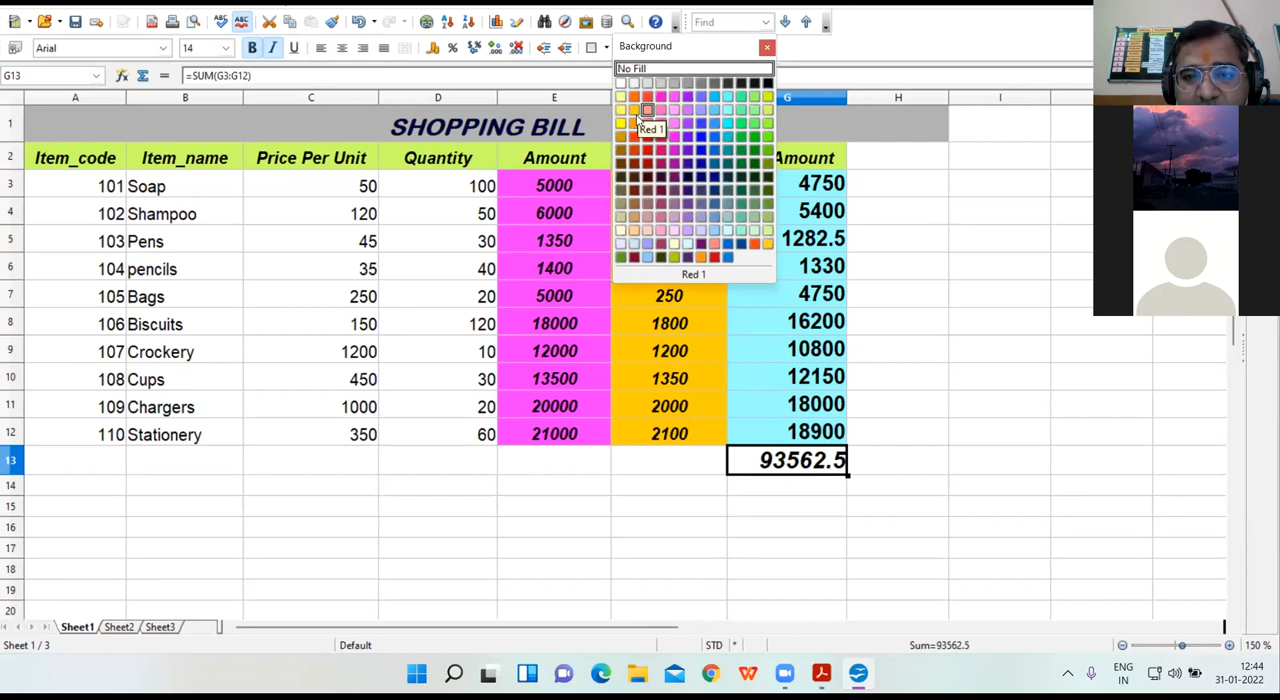 Find
Arial
14
B I U
Background
No Fill
Red 1
Red 1
G13
=SUM(G3:G12)
A B C D E G H I
1 SHOPPING BILL
2 Item_code Item_name Price Per Unit Quantity Amount Amount
3 101 Soap 50 100 5000 4750
4 102 Shampoo 120 50 6000 5400
5 103 Pens 45 30 1350 1282.5
6 104 pencils 35 40 1400 1330
7 105 Bags 250 20 5000 250 4750
8 106 Biscuits 150 120 18000 1800 16200
9 107 Crockery 1200 10 12000 1200 10800
10 108 Cups 450 30 13500 1350 12150
11 109 Chargers 1000 20 20000 2000 18000
12 110 Stationery 350 60 21000 2100 18900
13 93562.5
14
15
16
17
18
19
20
Sheet1 Sheet2 Sheet3
Sheet 1 / 3 Default STD * Sum=93562.5 150 %
ENG
IN
12:44
31-01-2022